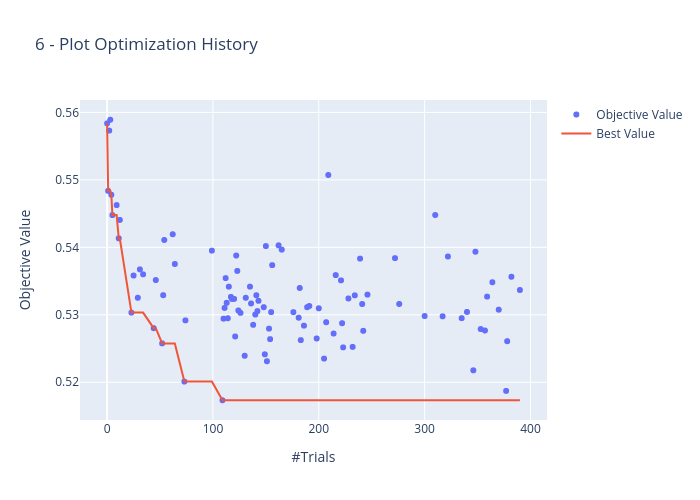 6 - Plot Optimization History
Objective Value
Best Value
0.56
0.55
0.54
0.53
0.52
Objective Value
0
100
200
300
400
#Trials